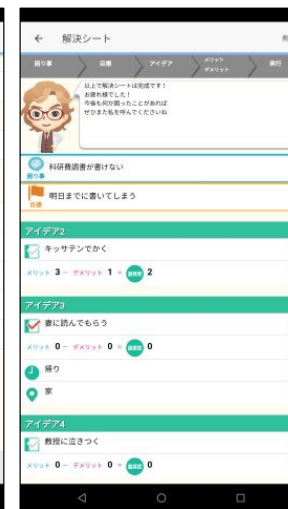 ← 解決シート
困り事 目標 アイデア メリット デメリット 実行
以上で解決シートは完成です！
お疲れ様でした！
今後も何か困ったことがあれば
ぜひまた私を呼んでくださいね
困り事 科研費調書が書けない
目標 明日までに書いてしまう
アイデア2
キッサテンでかく
メリット 3 − デメリット 1 = 重要度 2
アイデア3
妻に読んでもらう
メリット 0 − デメリット 0 = 重要度 0
帰り
家
アイデア4
教授に泣きつく
メリット 0 − デメリット 0 = 重要度 0